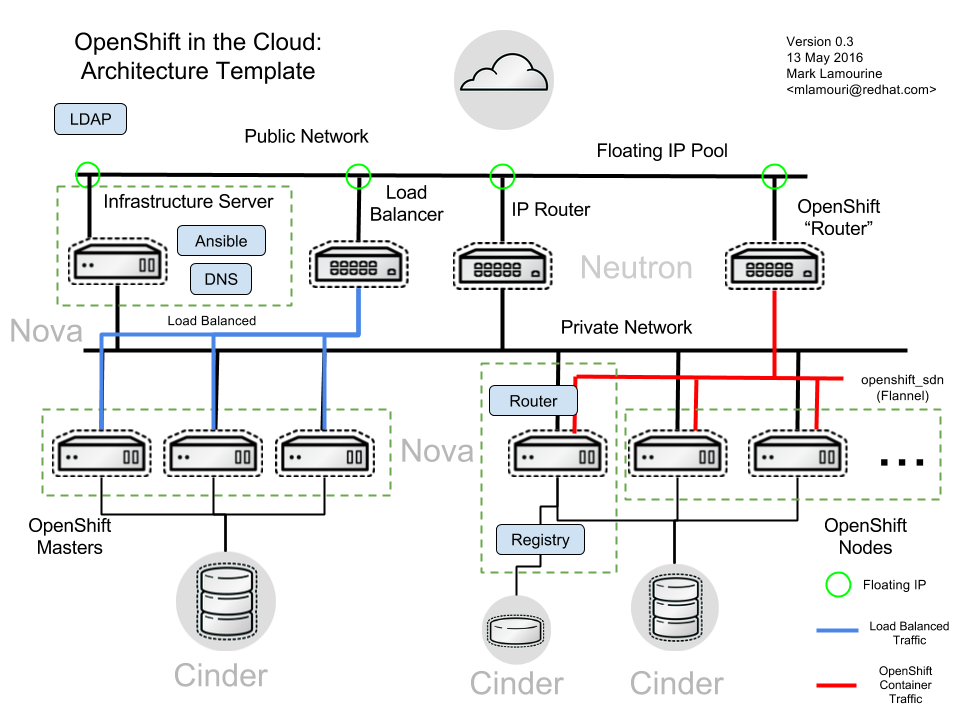 OpenShift in the Cloud:
Architecture Template
Version 0.3
13 May 2016
Mark Lamourine
<mlamouri@redhat.com>
LDAP
Public Network
Floating IP Pool
Infrastructure Server
Load
Balancer
IP Router
OpenShift
“Router”
Ansible
DNS
Neutron
Nova
Load Balanced
Private Network
openshift_sdn
(Flannel)
Router
Nova
...
OpenShift
Masters
Registry
OpenShift
Nodes
Floating IP
Load Balanced
Traffic
Cinder
Cinder
Cinder
OpenShift
Container
Traffic